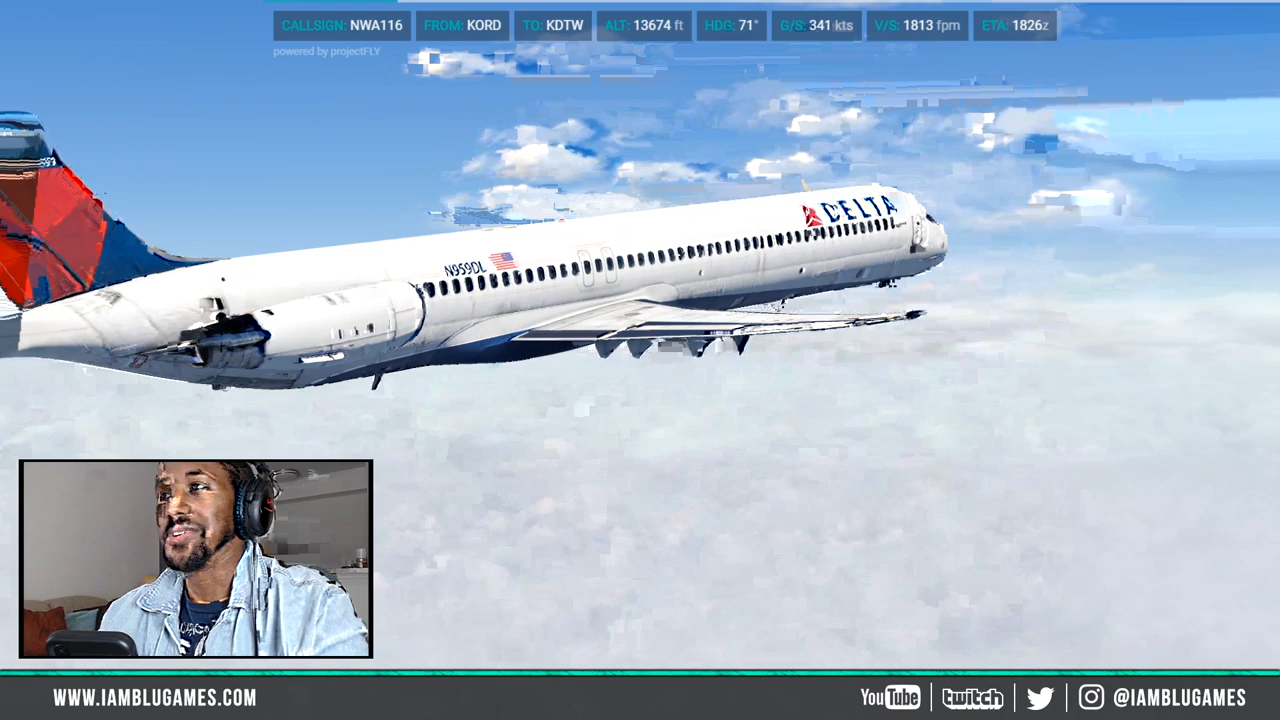 CALLSIGN: NWA116 FROM: KORD TO: KDTW ALT: 13674 ft HDG: 71° G/S: 341 kts V/S: 1813 fpm ETA: 1826z
powered by projectFLY
DELTA
N959DL
WWW.IAMBLUGAMES.COM YouTube twitch @IAMBLUGAMES